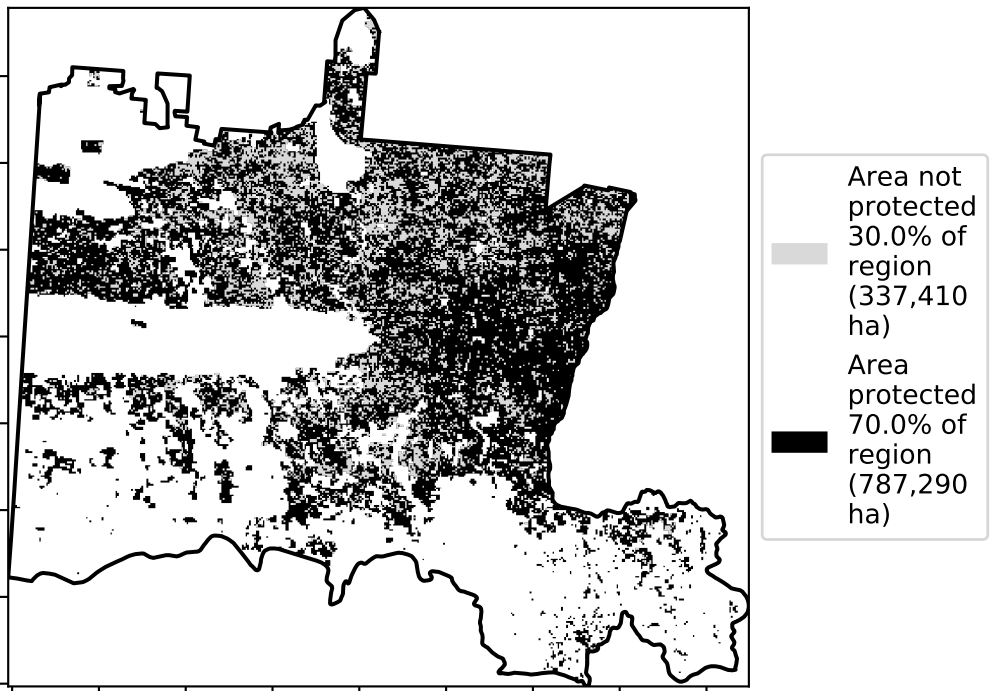 Area not
protected
30.0% of
region
(337,410
ha)
Area
protected
70.0% of
region
(787,290
ha)